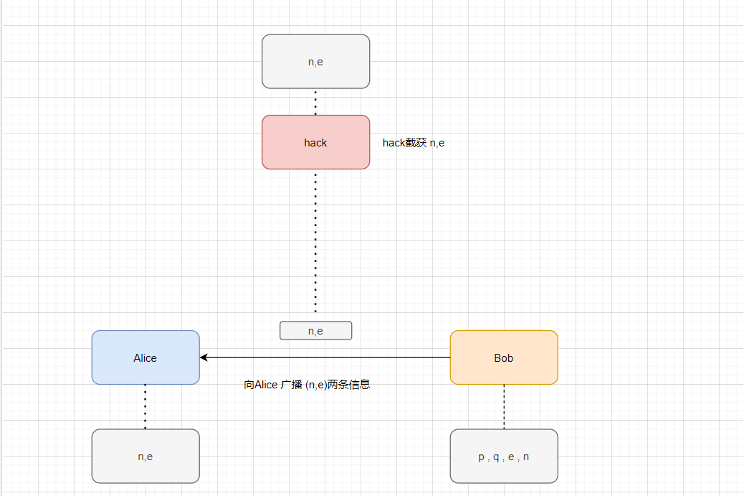 n,e
hack
hack截获 n,e
n,e
Alice
Bob
向Alice 广播 (n,e)两条信息
n,e
p , q , e , n